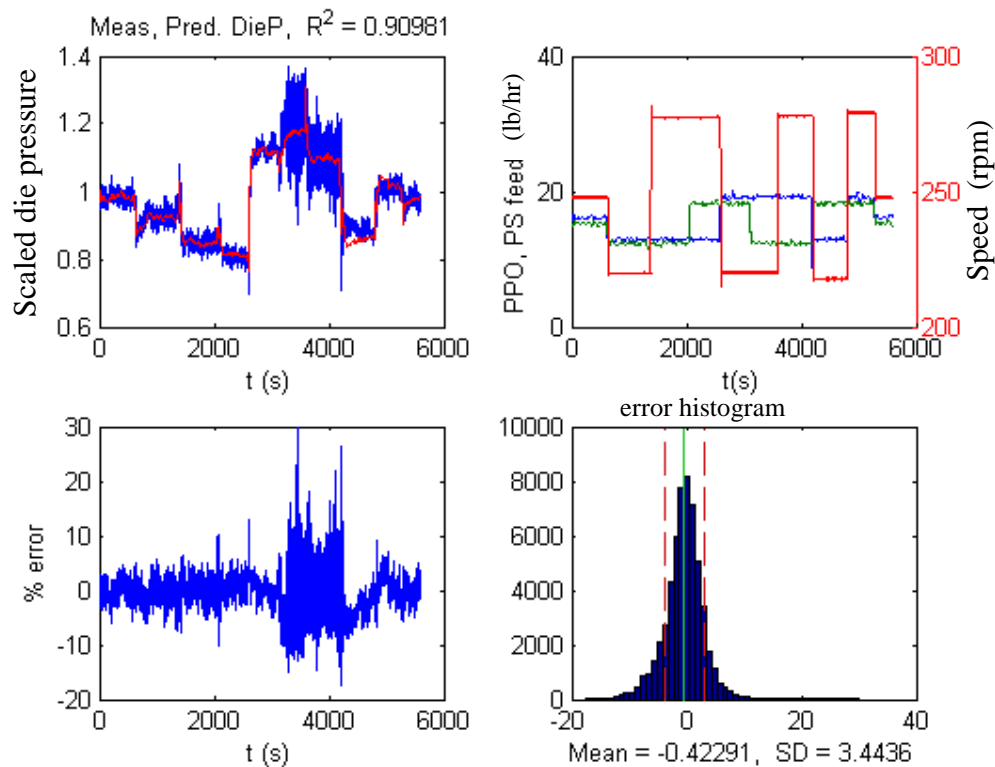 Meas, Pred. DieP, R² = 0.90981
Scaled die pressure
1.4
1.2
1
0.8
0.6
0 2000 4000 6000
t (s)
PPO, PS feed (lb/hr)
40
20
0
0 2000 4000 6000
t(s)
300
250
200
Speed (rpm)
% error
30
20
10
0
-10
-20
0 2000 4000 6000
t (s)
error histogram
10000
8000
6000
4000
2000
0
-20 0 20 40
Mean = -0.42291, SD = 3.4436